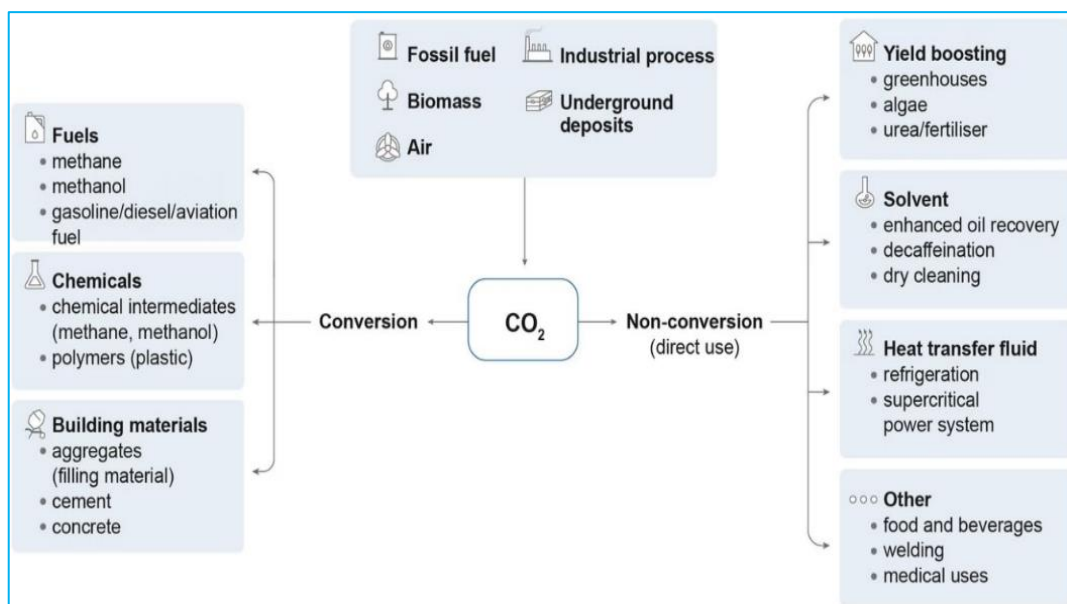 Fossil fuel
Industrial process
Biomass
Underground
deposits
Air
Fuels
• methane
• methanol
• gasoline/diesel/aviation
fuel
Chemicals
• chemical intermediates
(methane, methanol)
• polymers (plastic)
Building materials
• aggregates
(filling material)
• cement
• concrete
Conversion
CO₂
Non-conversion
(direct use)
Yield boosting
• greenhouses
• algae
• urea/fertiliser
Solvent
• enhanced oil recovery
• decaffeination
• dry cleaning
Heat transfer fluid
• refrigeration
• supercritical
power system
Other
• food and beverages
• welding
• medical uses